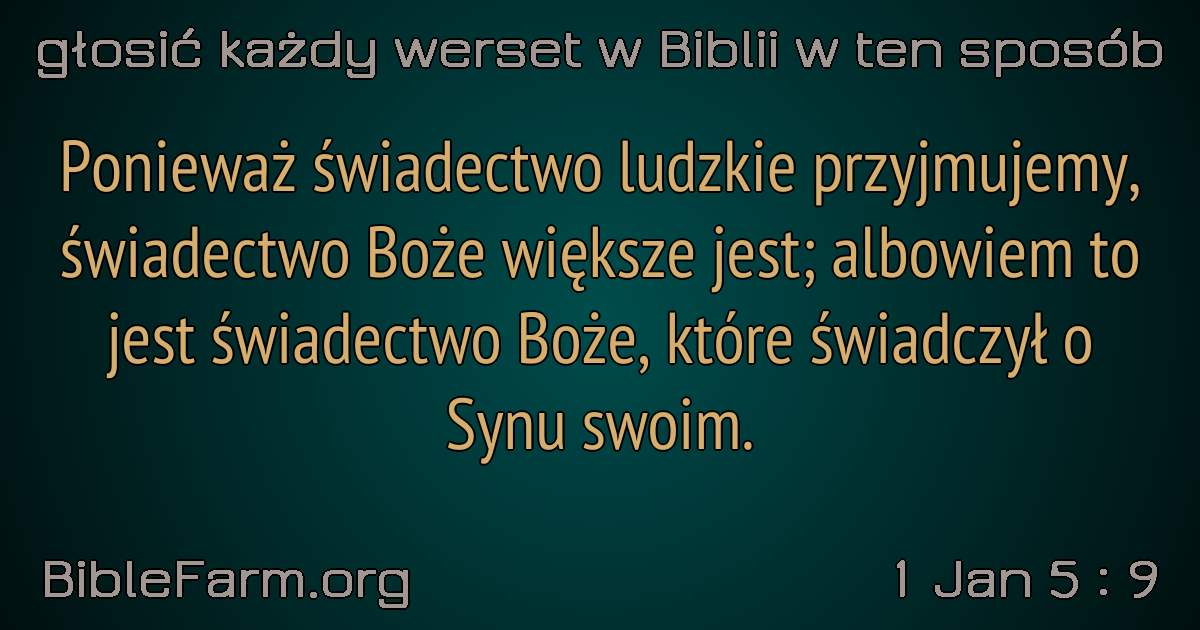 głosić każdy werset w Biblii w ten sposób
Ponieważ świadectwo ludzkie przyjmujemy,
świadectwo Boże większe jest; albowiem to
jest świadectwo Boże, które świadczył o
Synu swoim.
BibleFarm.org
1 Jan 5 : 9